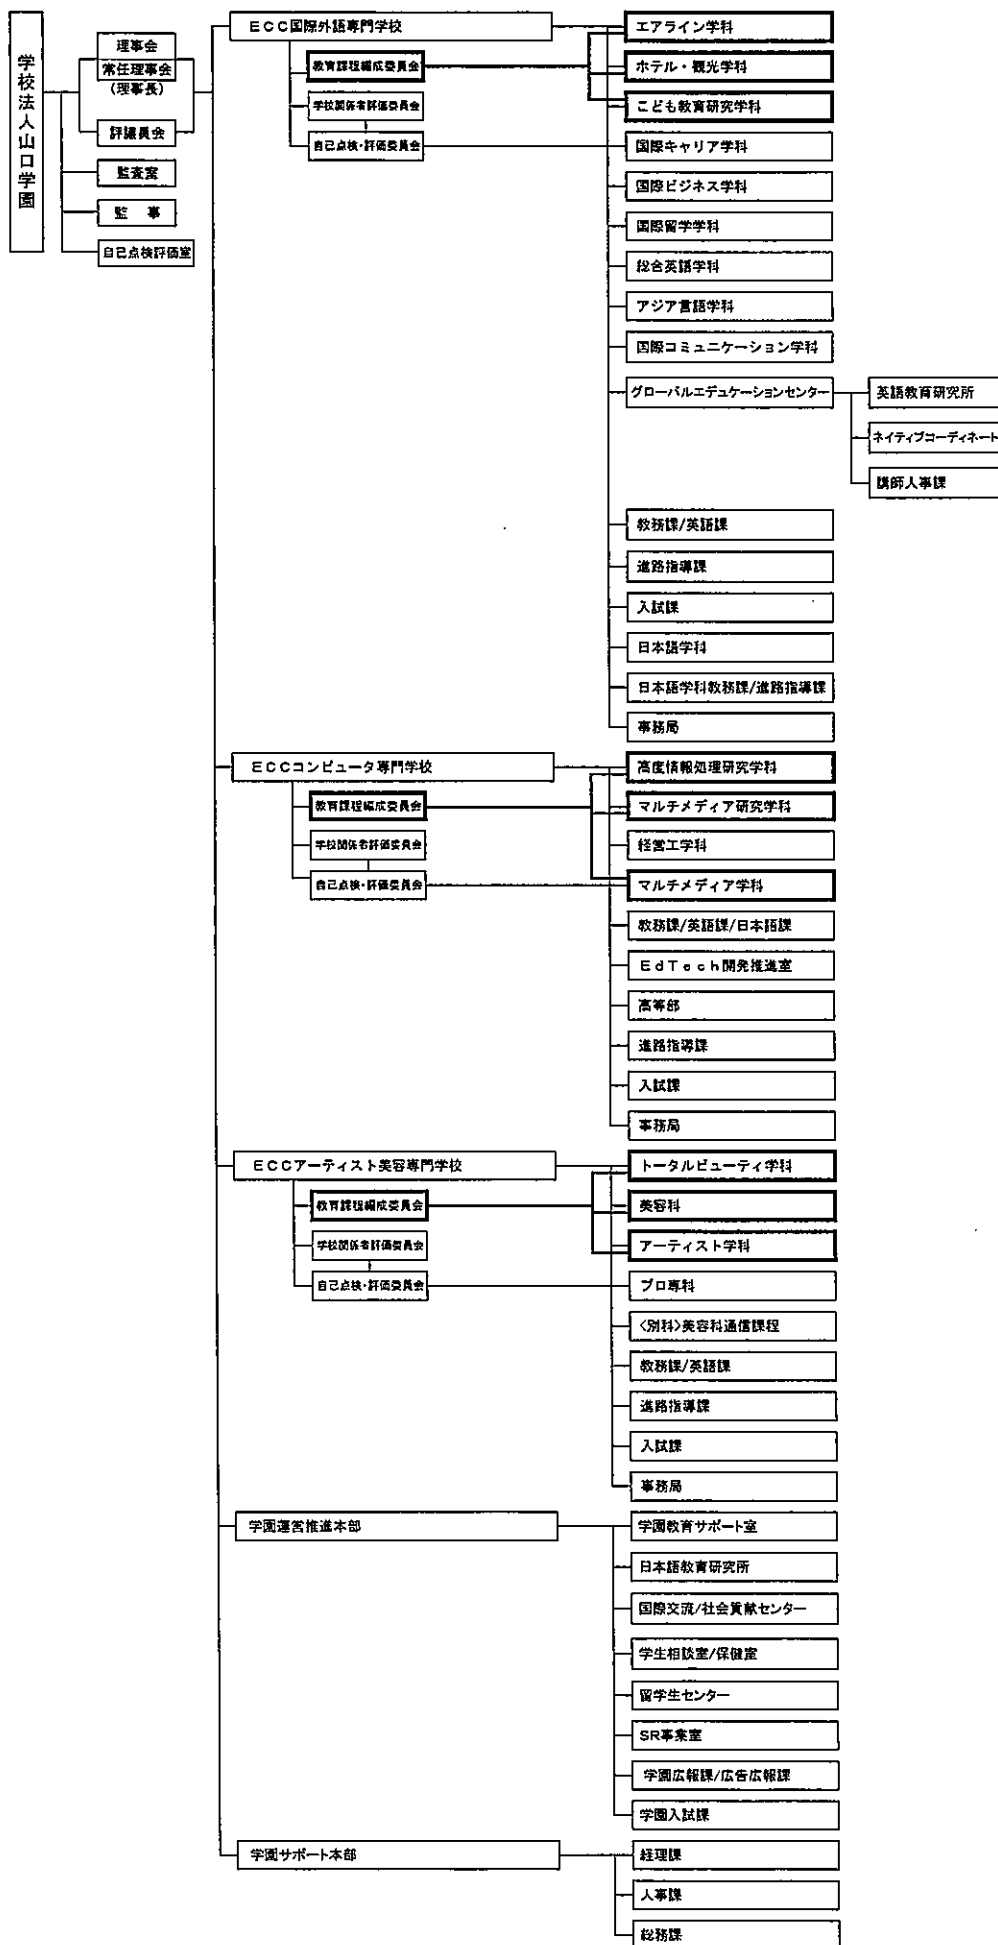 学校法人山口学園
理事会
常任理事会
(理事長)
評議員会
監査室
監　事
自己点検評価室
ECC国際外語専門学校
教育課程編成委員会
学校関係者評価委員会
自己点検・評価委員会
エアライン学科
ホテル・観光学科
こども教育研究学科
国際キャリア学科
国際ビジネス学科
国際留学学科
総合英語学科
アジア言語学科
国際コミュニケーション学科
グローバルエデュケーションセンター
英語教育研究所
ネイティブコーディネート
講師人事課
教務課/英語課
進路指導課
入試課
日本語学科
日本語学科教務課/進路指導課
事務局
ECCコンピュータ専門学校
教育課程編成委員会
学校関係者評価委員会
自己点検・評価委員会
高度情報処理研究学科
マルチメディア研究学科
経営工学科
マルチメディア学科
教務課/英語課/日本語課
EdTech開発推進室
高等部
進路指導課
入試課
事務局
ECCアーティスト美容専門学校
教育課程編成委員会
学校関係者評価委員会
自己点検・評価委員会
トータルビューティ学科
美容科
アーティスト学科
プロ専科
〈別科〉美容科通信課程
教務課/英語課
進路指導課
入試課
事務局
学園運営推進本部
学園教育サポート室
日本語教育研究所
国際交流/社会貢献センター
学生相談室/保健室
留学生センター
SR事業室
学園広報課/広告広報課
学園入試課
学園サポート本部
経理課
人事課
総務課